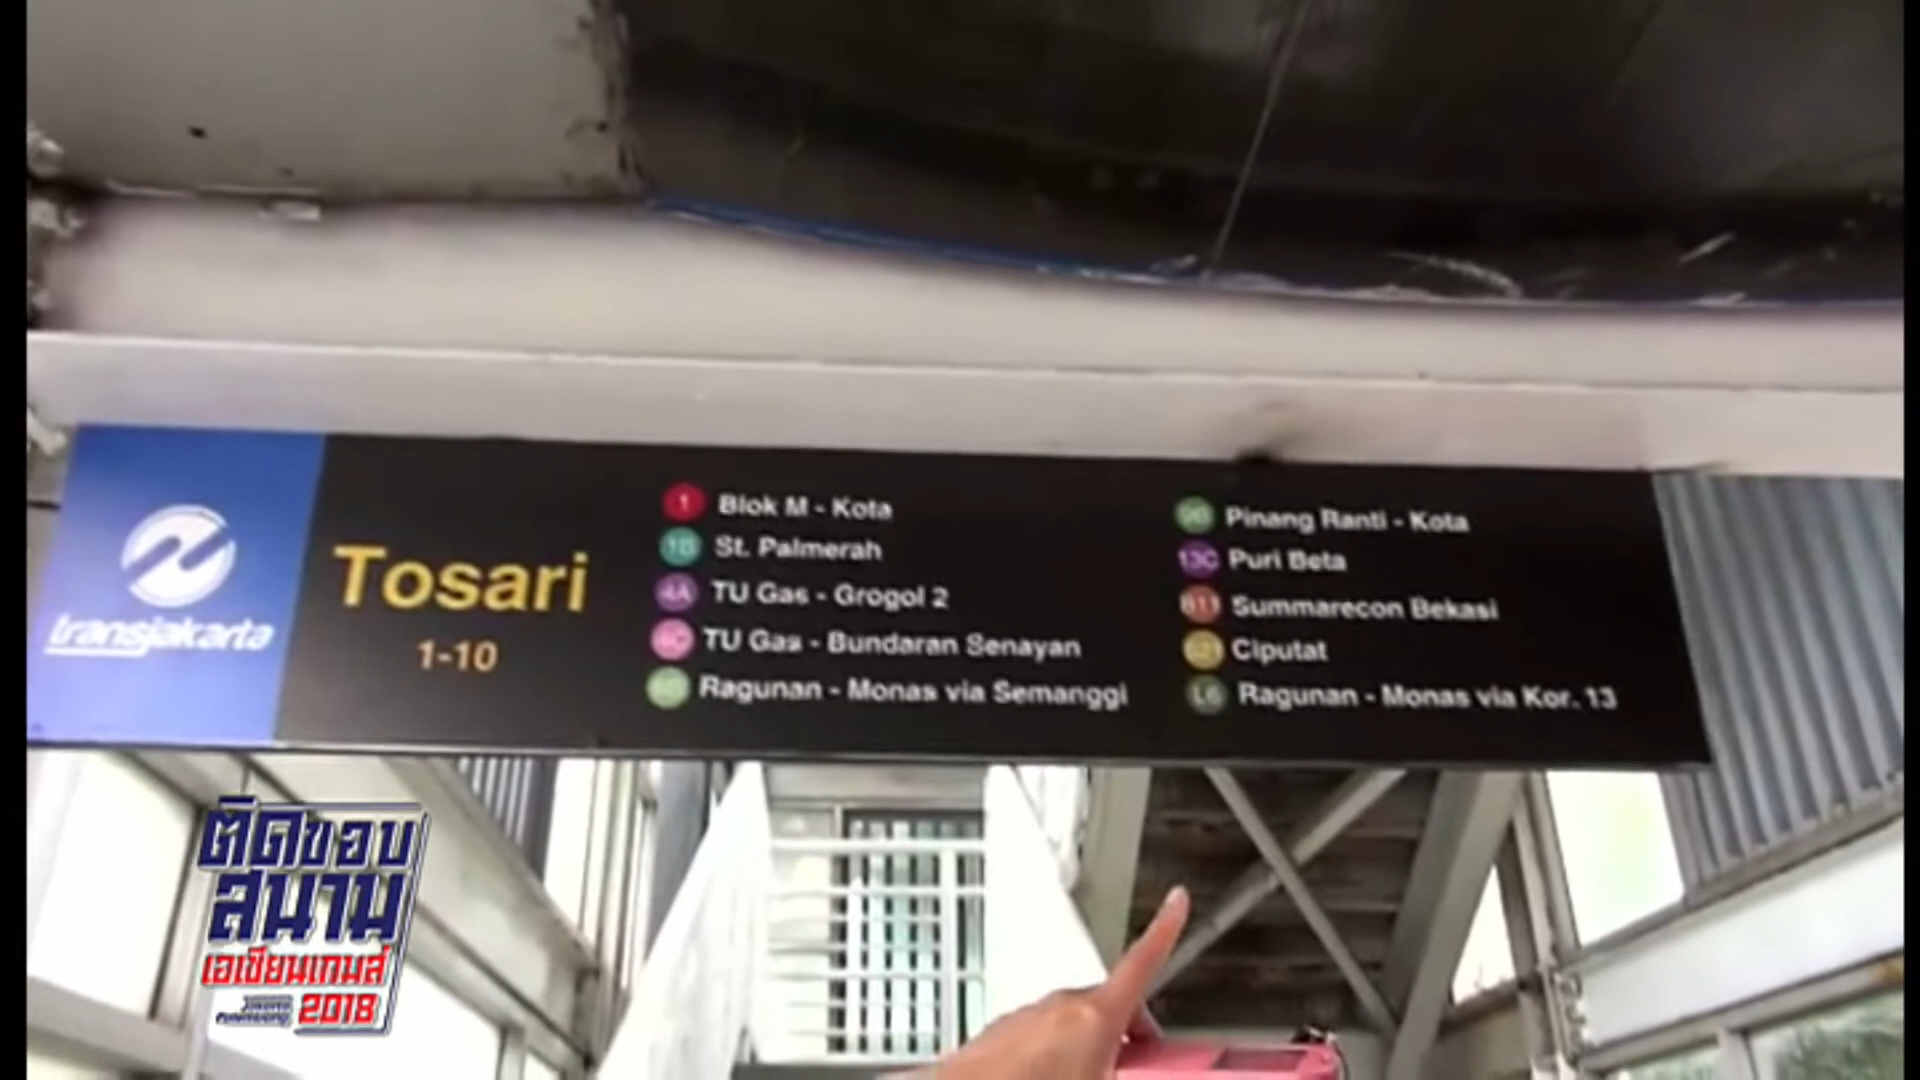 transjakarta
Tosari
1-10
1 Blok M - Kota
1B St. Palmerah
4A TU Gas - Grogol 2
TU Gas - Bundaran Senayan
Ragunan - Monas via Semanggi
9B Pinang Ranti - Kota
13C Puri Beta
B11 Summarecon Bekasi
S21 Ciputat
L6 Ragunan - Monas via Kor. 13
ติดขอบ
สนาม
เอเชียนเกมส์
2018